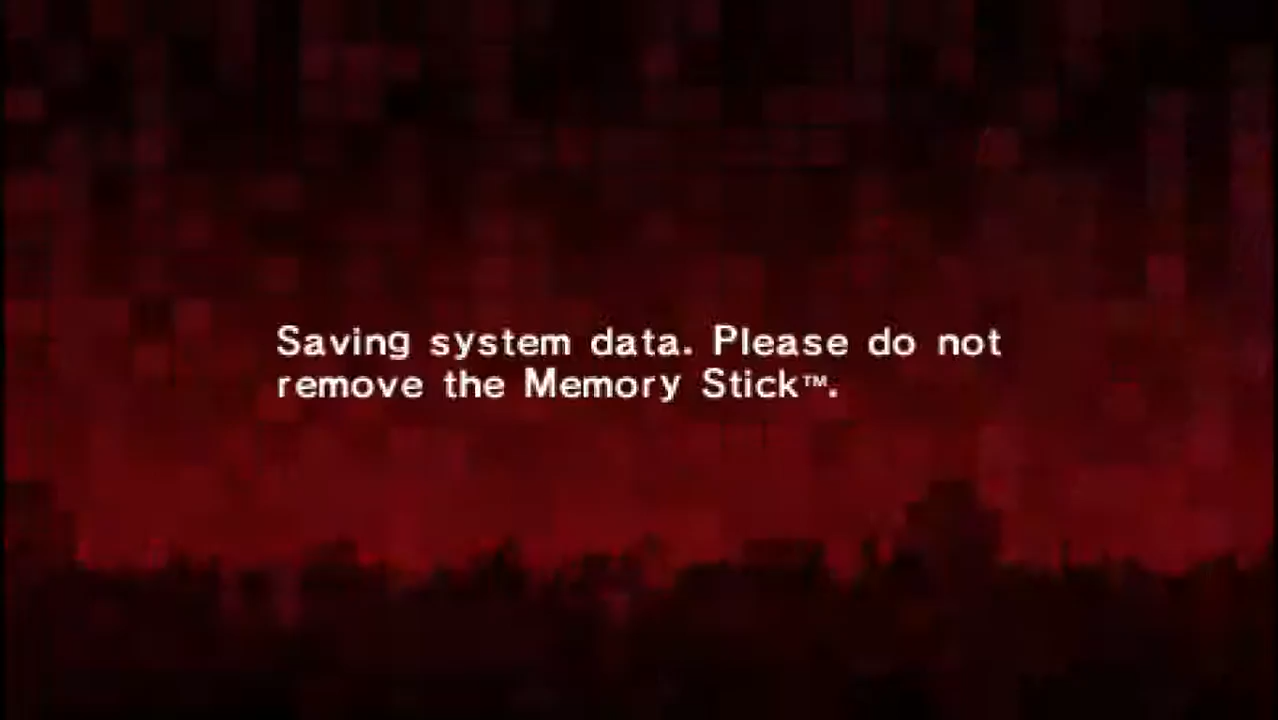 Saving system data. Please do not
remove the Memory Stick™.